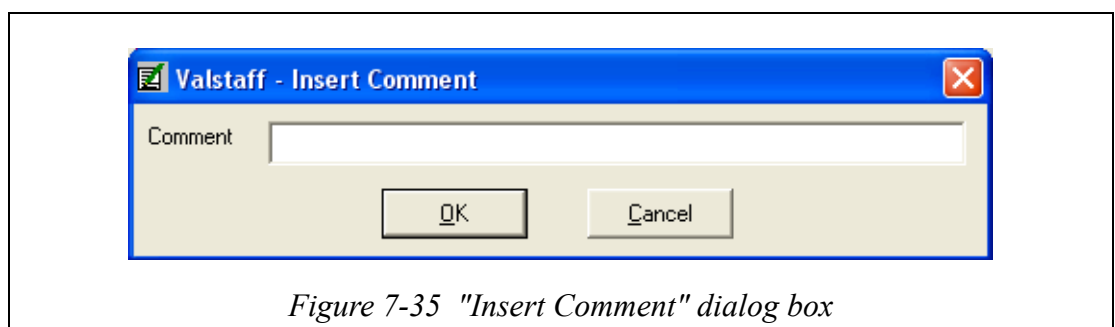 Valstaff - Insert Comment
Comment
OK Cancel
Figure 7-35 "Insert Comment" dialog box